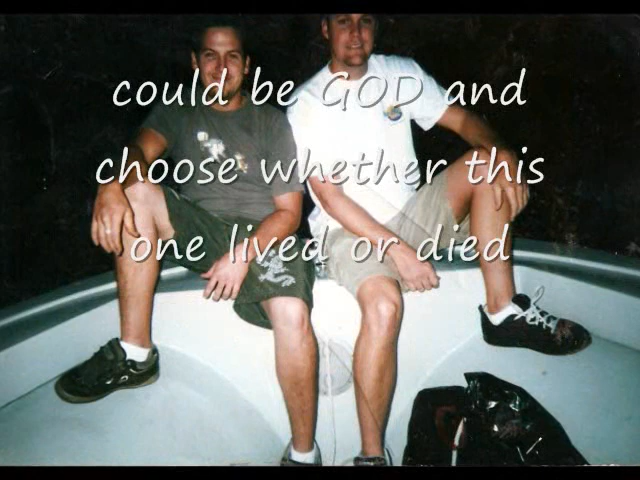 could be GOD and
choose whether this
one lived or died